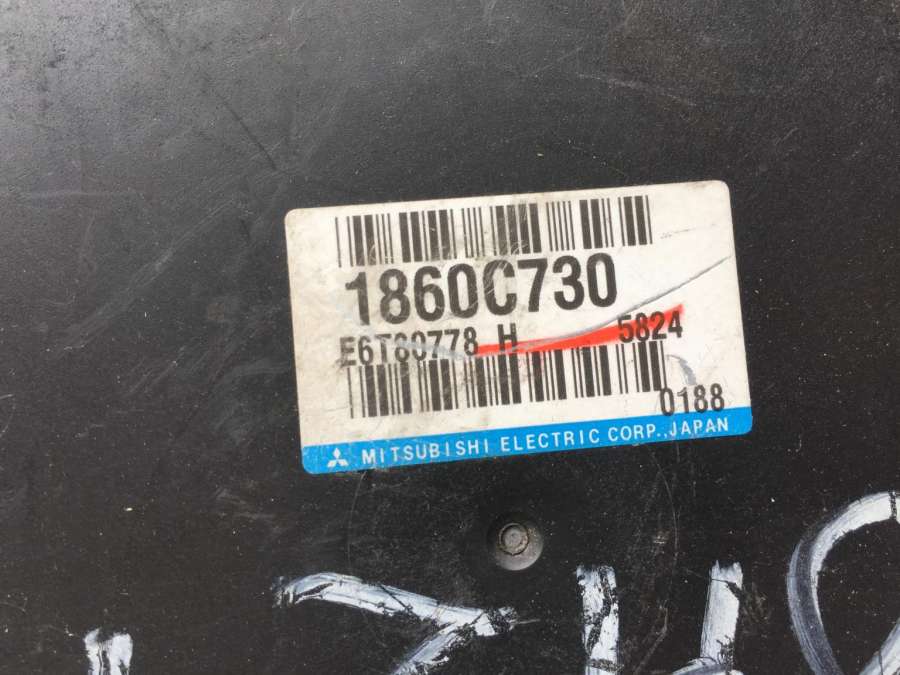 1860C730
E6T80778 H 5824
0188
MITSUBISHI ELECTRIC CORP.,JAPAN